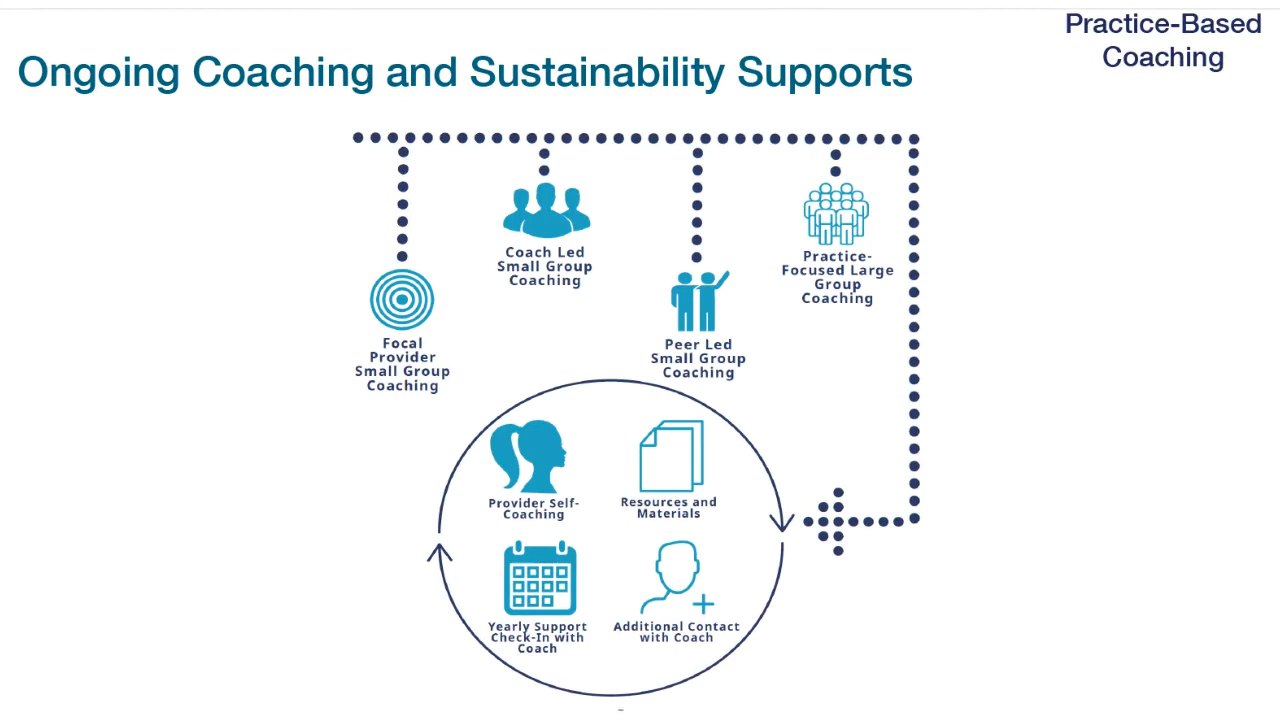 Practice-Based
Coaching
Ongoing Coaching and Sustainability Supports
Focal
Provider
Small Group
Coaching
Coach Led
Small Group
Coaching
Peer Led
Small Group
Coaching
Practice-
Focused Large
Group
Coaching
Provider Self-
Coaching
Resources and
Materials
Yearly Support
Check-In with
Coach
Additional Contact
with Coach